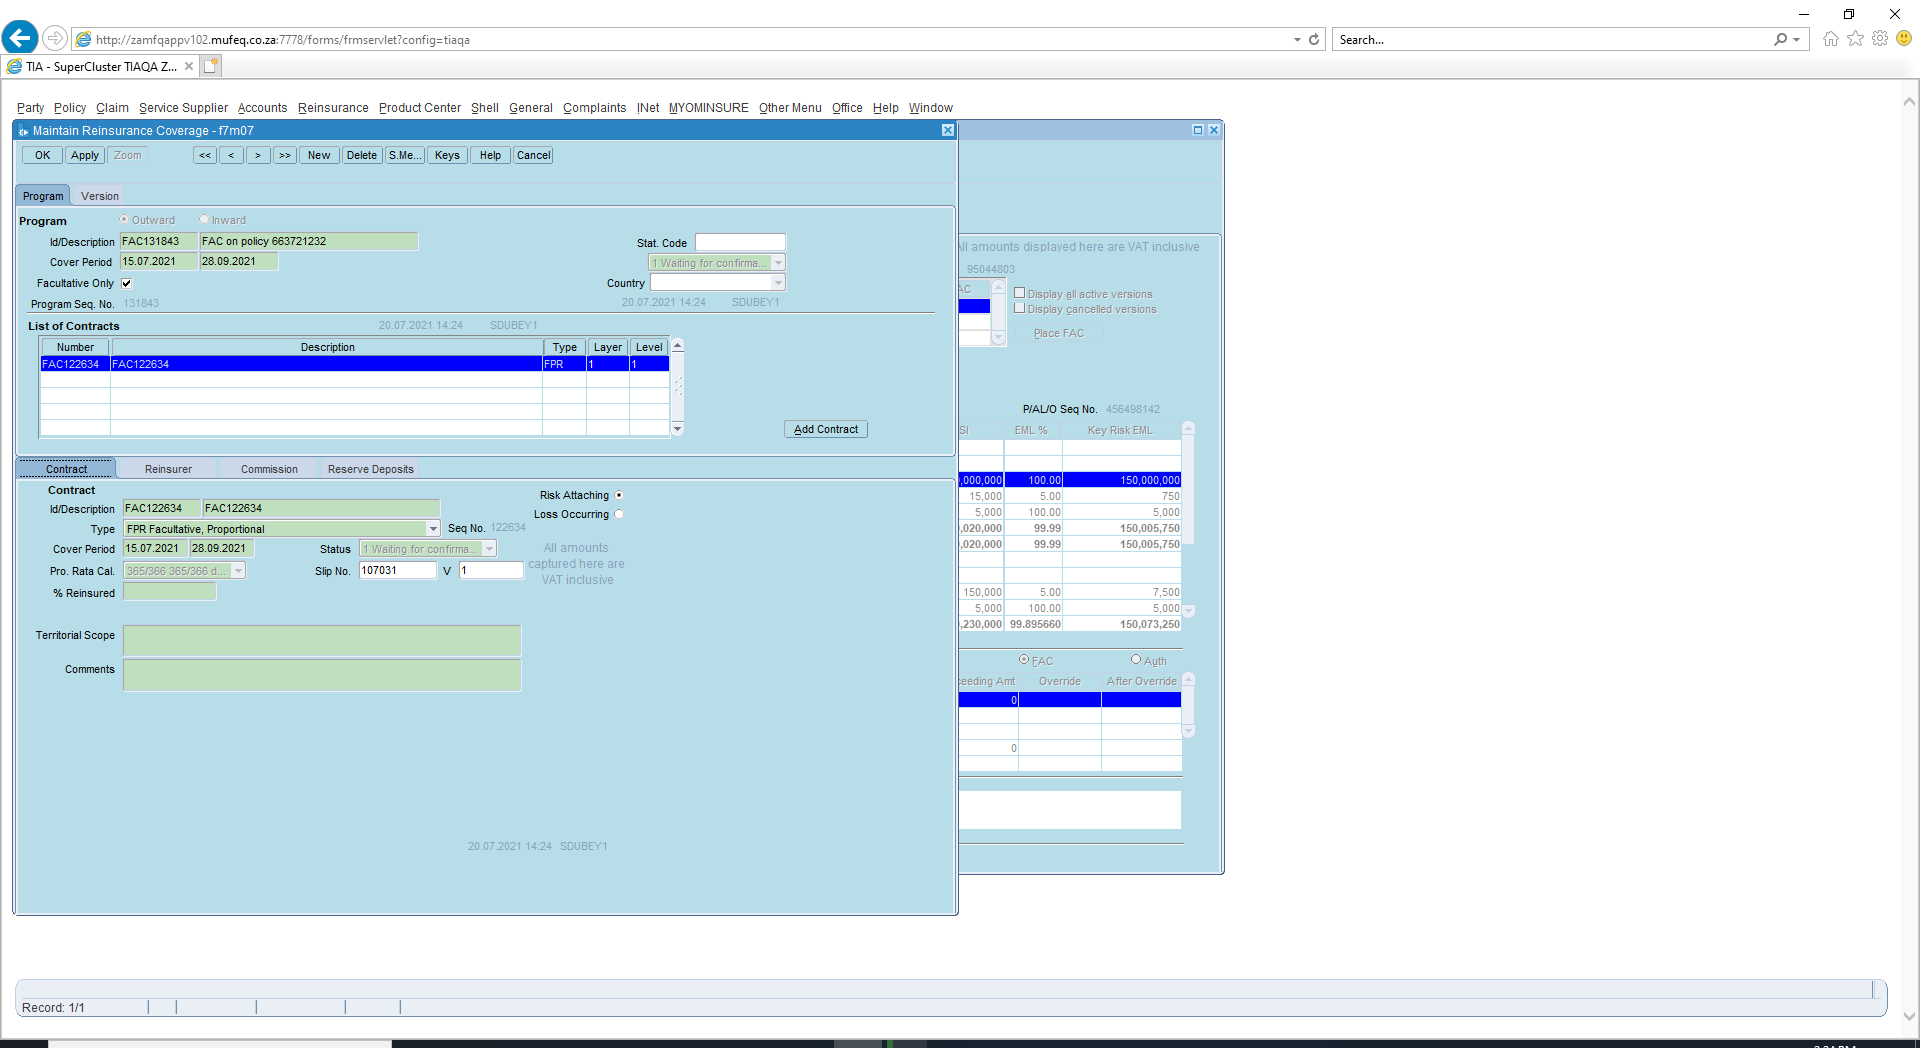 http://zamfqappv102.mufeq.co.za:7778/forms/frmservlet?config=tiaqa
Search...
TIA - SuperCluster TIAQA Z...
Party Policy Claim Service Supplier Accounts Reinsurance Product Center Shell General Complaints INet MYOMINSURE Other Menu Office Help Window
Maintain Reinsurance Coverage - f7m07
OK Apply Zoom << < > >> New Delete S.Me... Keys Help Cancel
Program Version
Program Outward Inward
Id/Description FAC131843 FAC on policy 663721232 Stat. Code
Cover Period 15.07.2021 28.09.2021 1 Waiting for confirma...
Facultative Only Country
Program Seq. No. 131843 20.07.2021 14:24 SDUBEY1
List of Contracts 20.07.2021 14:24 SDUBEY1
Number Description Type Layer Level
FAC122634 FAC122634 FPR 1 1
Add Contract
Contract Reinsurer Commission Reserve Deposits
Contract Risk Attaching
Id/Description FAC122634 FAC122634
Loss Occurring
Type FPR Facultative, Proportional Seq No. 122634
Cover Period 15.07.2021 28.09.2021 Status 1 Waiting for confirma...
All amounts
captured here are
VAT inclusive
Pro. Rata Cal. 365/366 365/366 d... Slip No. 107031 V 1
% Reinsured
Territorial Scope
Comments
20.07.2021 14:24 SDUBEY1
All amounts displayed here are VAT inclusive
95044803
AC
Display all active versions
Display cancelled versions
Place FAC
P/AL/O Seq No. 456498142
SI EML % Key Risk EML
,000,000 100.00 150,000,000
15,000 5.00 750
5,000 100.00 5,000
,020,000 99.99 150,005,750
,020,000 99.99 150,005,750
150,000 5.00 7,500
5,000 100.00 5,000
,230,000 99.895660 150,073,250
FAC Auth
ceeding Amt Override After Override
0
0
Record: 1/1